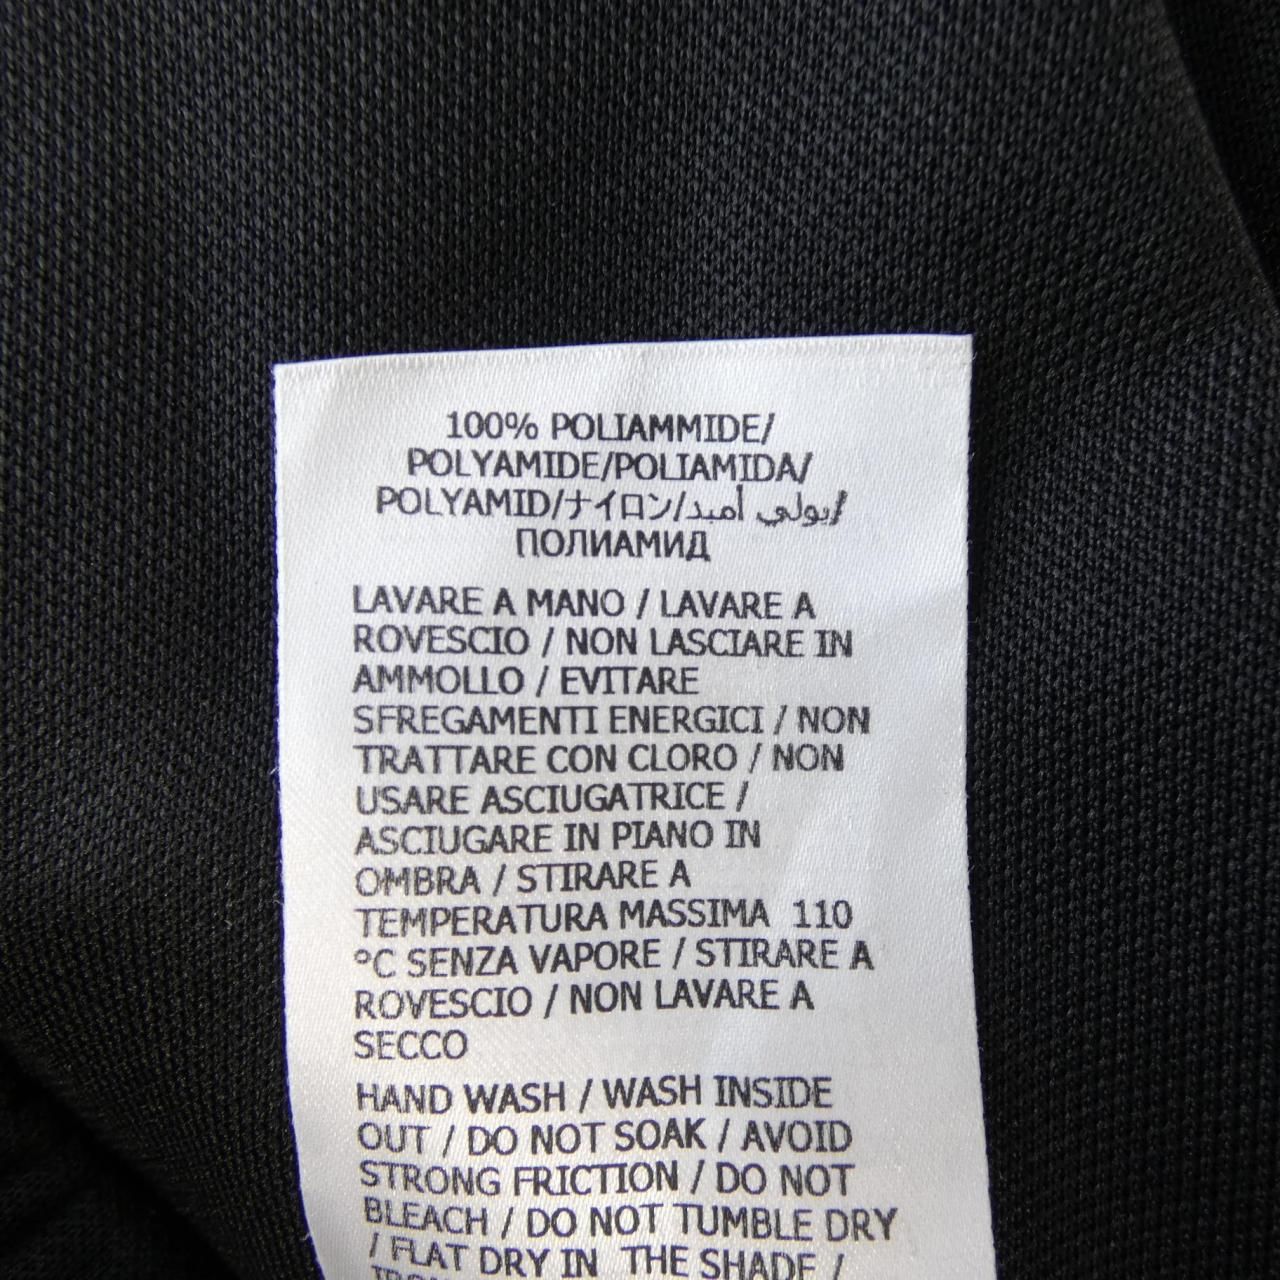 100% POLIAMMIDE/
POLYAMIDE/POLIAMIDA/
POLYAMID/ナイロン/بولي أميد/
ПОЛИАМИД
LAVARE A MANO / LAVARE A
ROVESCIO / NON LASCIARE IN
AMMOLLO / EVITARE
SFREGAMENTI ENERGICI / NON
TRATTARE CON CLORO / NON
USARE ASCIUGATRICE /
ASCIUGARE IN PIANO IN
OMBRA / STIRARE A
TEMPERATURA MASSIMA 110
°C SENZA VAPORE / STIRARE A
ROVESCIO / NON LAVARE A
SECCO
HAND WASH / WASH INSIDE
OUT / DO NOT SOAK / AVOID
STRONG FRICTION / DO NOT
BLEACH / DO NOT TUMBLE DRY
/ FLAT DRY IN THE SHADE /